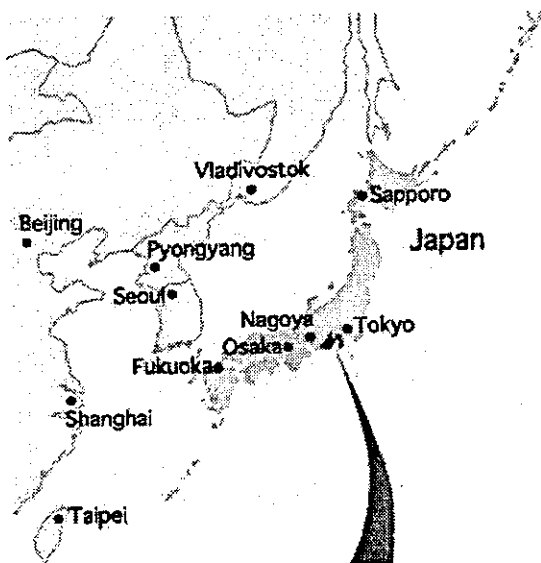 Vladivostok
Sapporo
Beijing
Japan
Pyongyang
Seoul
Nagoya
Tokyo
Osaka
Fukuoka
Shanghai
Taipei